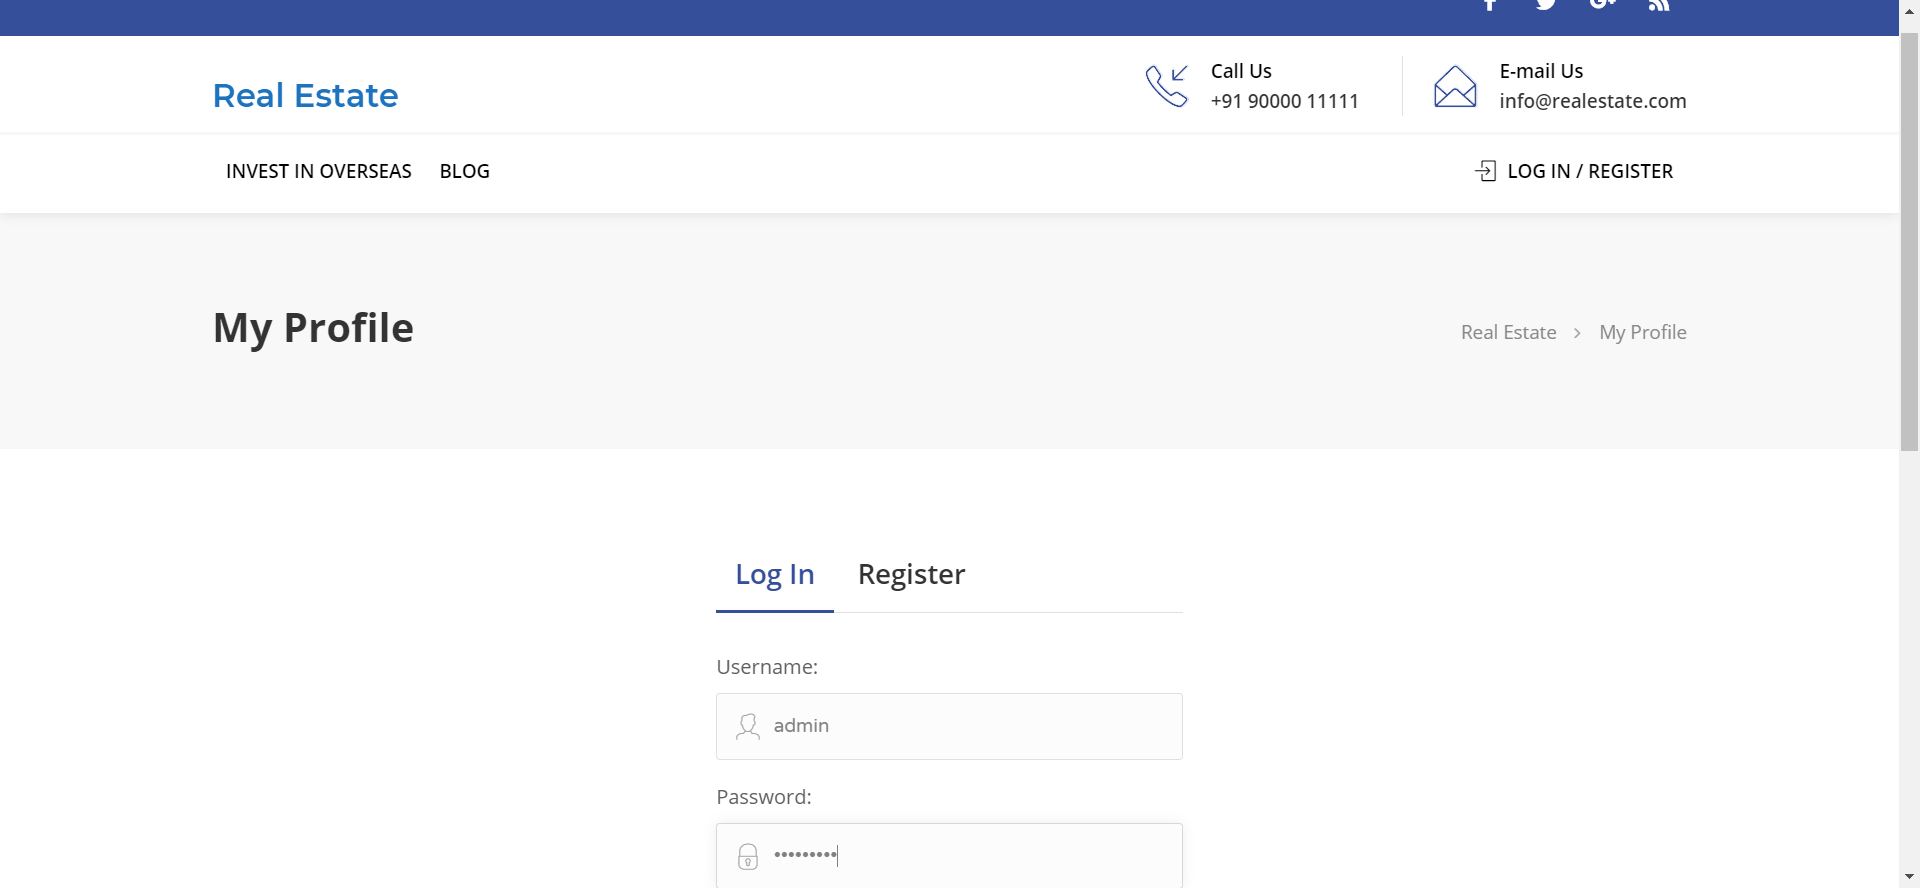 Real Estate
Call Us
+91 90000 11111
E-mail Us
info@realestate.com
INVEST IN OVERSEAS BLOG
LOG IN / REGISTER
My Profile
Real Estate > My Profile
Log In Register
Username:
admin
Password:
•••••••••